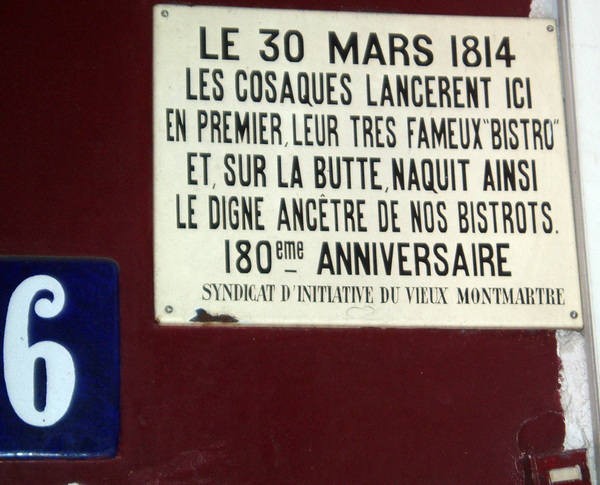 LE 30 MARS 1814
LES COSAQUES LANCERENT ICI
EN PREMIER, LEUR TRES FAMEUX "BISTRO"
ET, SUR LA BUTTE, NAQUIT AINSI
LE DIGNE ANCÊTRE DE NOS BISTROTS.
180eme ANNIVERSAIRE
SYNDICAT D'INITIATIVE DU VIEUX MONTMARTRE
6